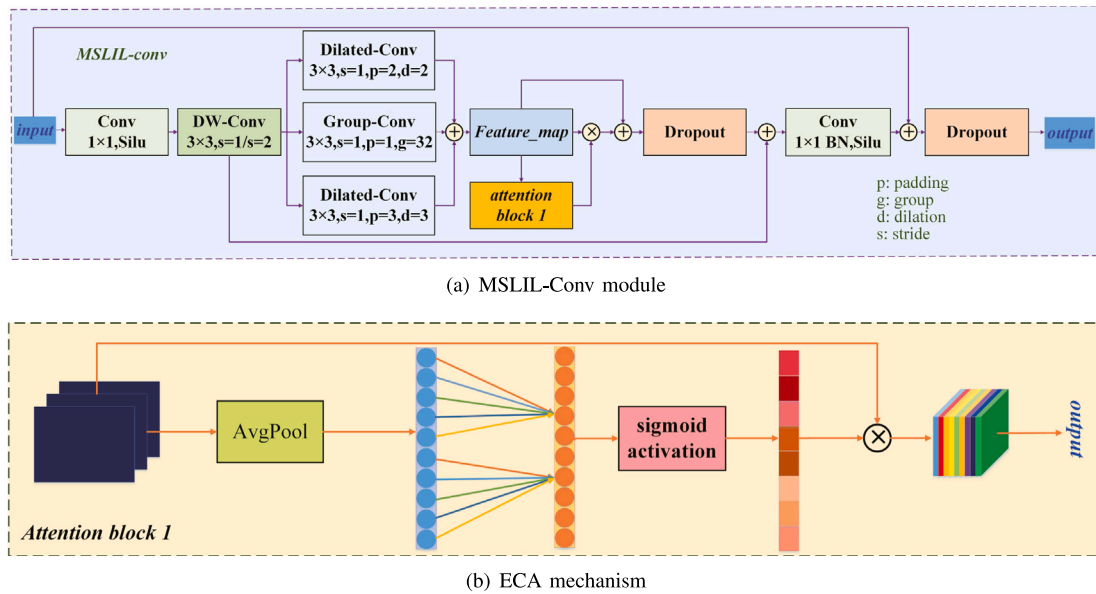 MSLIL-conv
input
Conv
1×1,Silu
DW-Conv
3×3,s=1/s=2
Dilated-Conv
3×3,s=1,p=2,d=2
Group-Conv
3×3,s=1,p=1,g=32
Dilated-Conv
3×3,s=1,p=3,d=3
Feature_map
attention
block 1
Dropout
Conv
1×1 BN,Silu
Dropout
output
p: padding
g: group
d: dilation
s: stride
(a) MSLIL-Conv module
AvgPool
sigmoid
activation
output
Attention block 1
(b) ECA mechanism